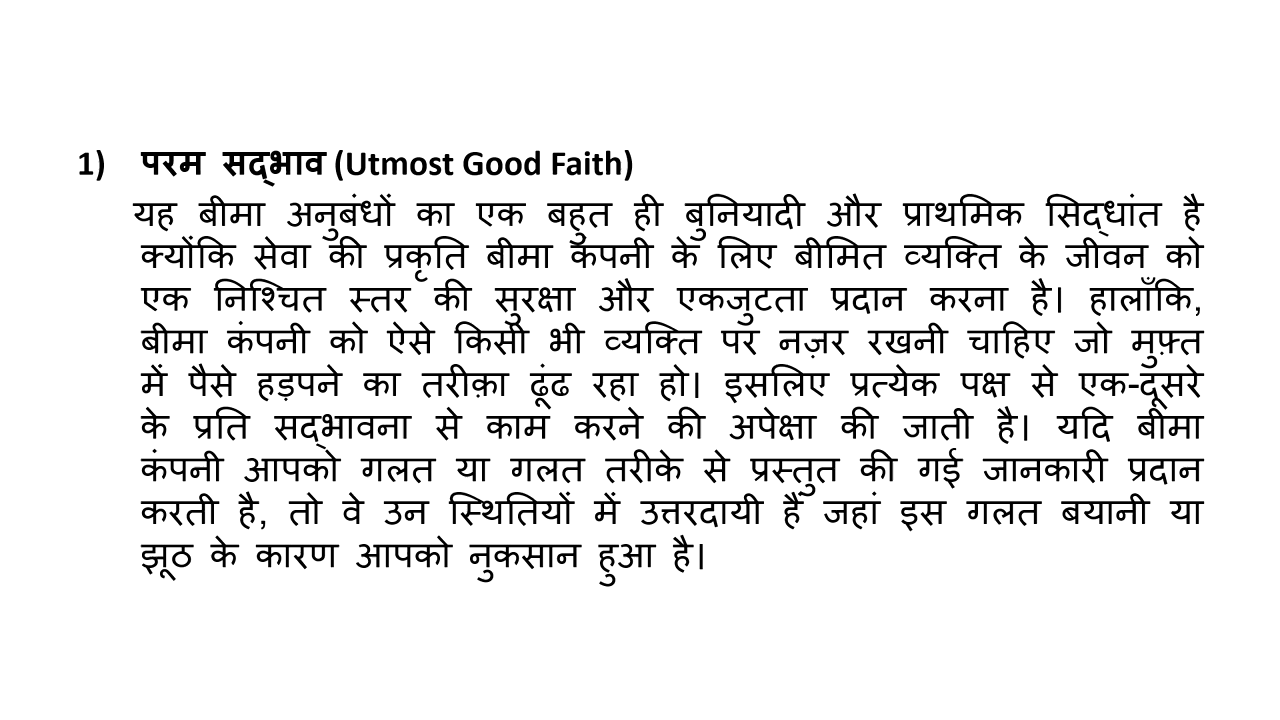 1) परम सद्भाव (Utmost Good Faith)
यह बीमा अनुबंधों का एक बहुत ही बुनियादी और प्राथमिक सिद्धांत है
क्योंकि सेवा की प्रकृति बीमा कंपनी के लिए बीमित व्यक्ति के जीवन को
एक निश्चित स्तर की सुरक्षा और एकजुटता प्रदान करना है। हालाँकि,
बीमा कंपनी को ऐसे किसी भी व्यक्ति पर नज़र रखनी चाहिए जो मुफ़्त
में पैसे हड़पने का तरीक़ा ढूंढ रहा हो। इसलिए प्रत्येक पक्ष से एक-दूसरे
के प्रति सद्भावना से काम करने की अपेक्षा की जाती है। यदि बीमा
कंपनी आपको गलत या गलत तरीके से प्रस्तुत की गई जानकारी प्रदान
करती है, तो वे उन स्थितियों में उत्तरदायी हैं जहां इस गलत बयानी या
झूठ के कारण आपको नुकसान हुआ है।